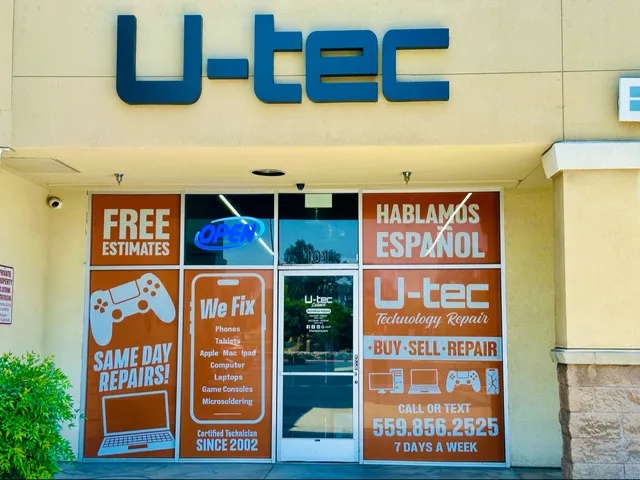 U-tec
FREE
ESTIMATES
OPEN
HABLAMOS
ESPAÑOL
101
SAME DAY
REPAIRS!
We Fix
Phones
Tablets
Apple Mac Ipad
Computer
Laptops
Game Consoles
Microsoldering
Certified Technician
SINCE 2002
U-tec
U-tec
Technology Repair
•BUY•SELL•REPAIR
CALL OR TEXT
559.856.2525
7 DAYS A WEEK